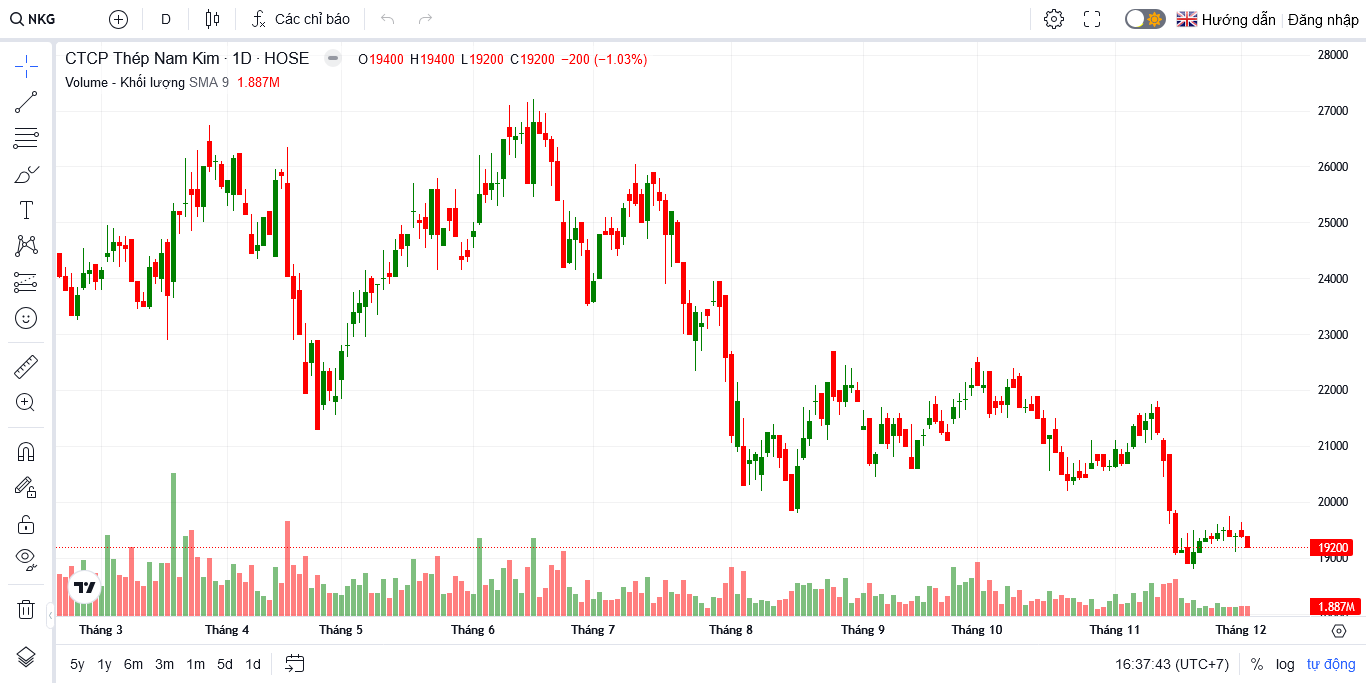 NKG D Các chỉ báo Hướng dẫn Đăng nhập
CTCP Thép Nam Kim · 1D · HOSE O19400 H19400 L19200 C19200 −200 (−1.03%)
Volume - Khối lượng SMA 9 1.887M
28000
27000
26000
25000
24000
23000
22000
21000
20000
19200
19000
1.887M
Tháng 3 Tháng 4 Tháng 5 Tháng 6 Tháng 7 Tháng 8 Tháng 9 Tháng 10 Tháng 11 Tháng 12
5y 1y 6m 3m 1m 5d 1d 16:37:43 (UTC+7) % log tự động